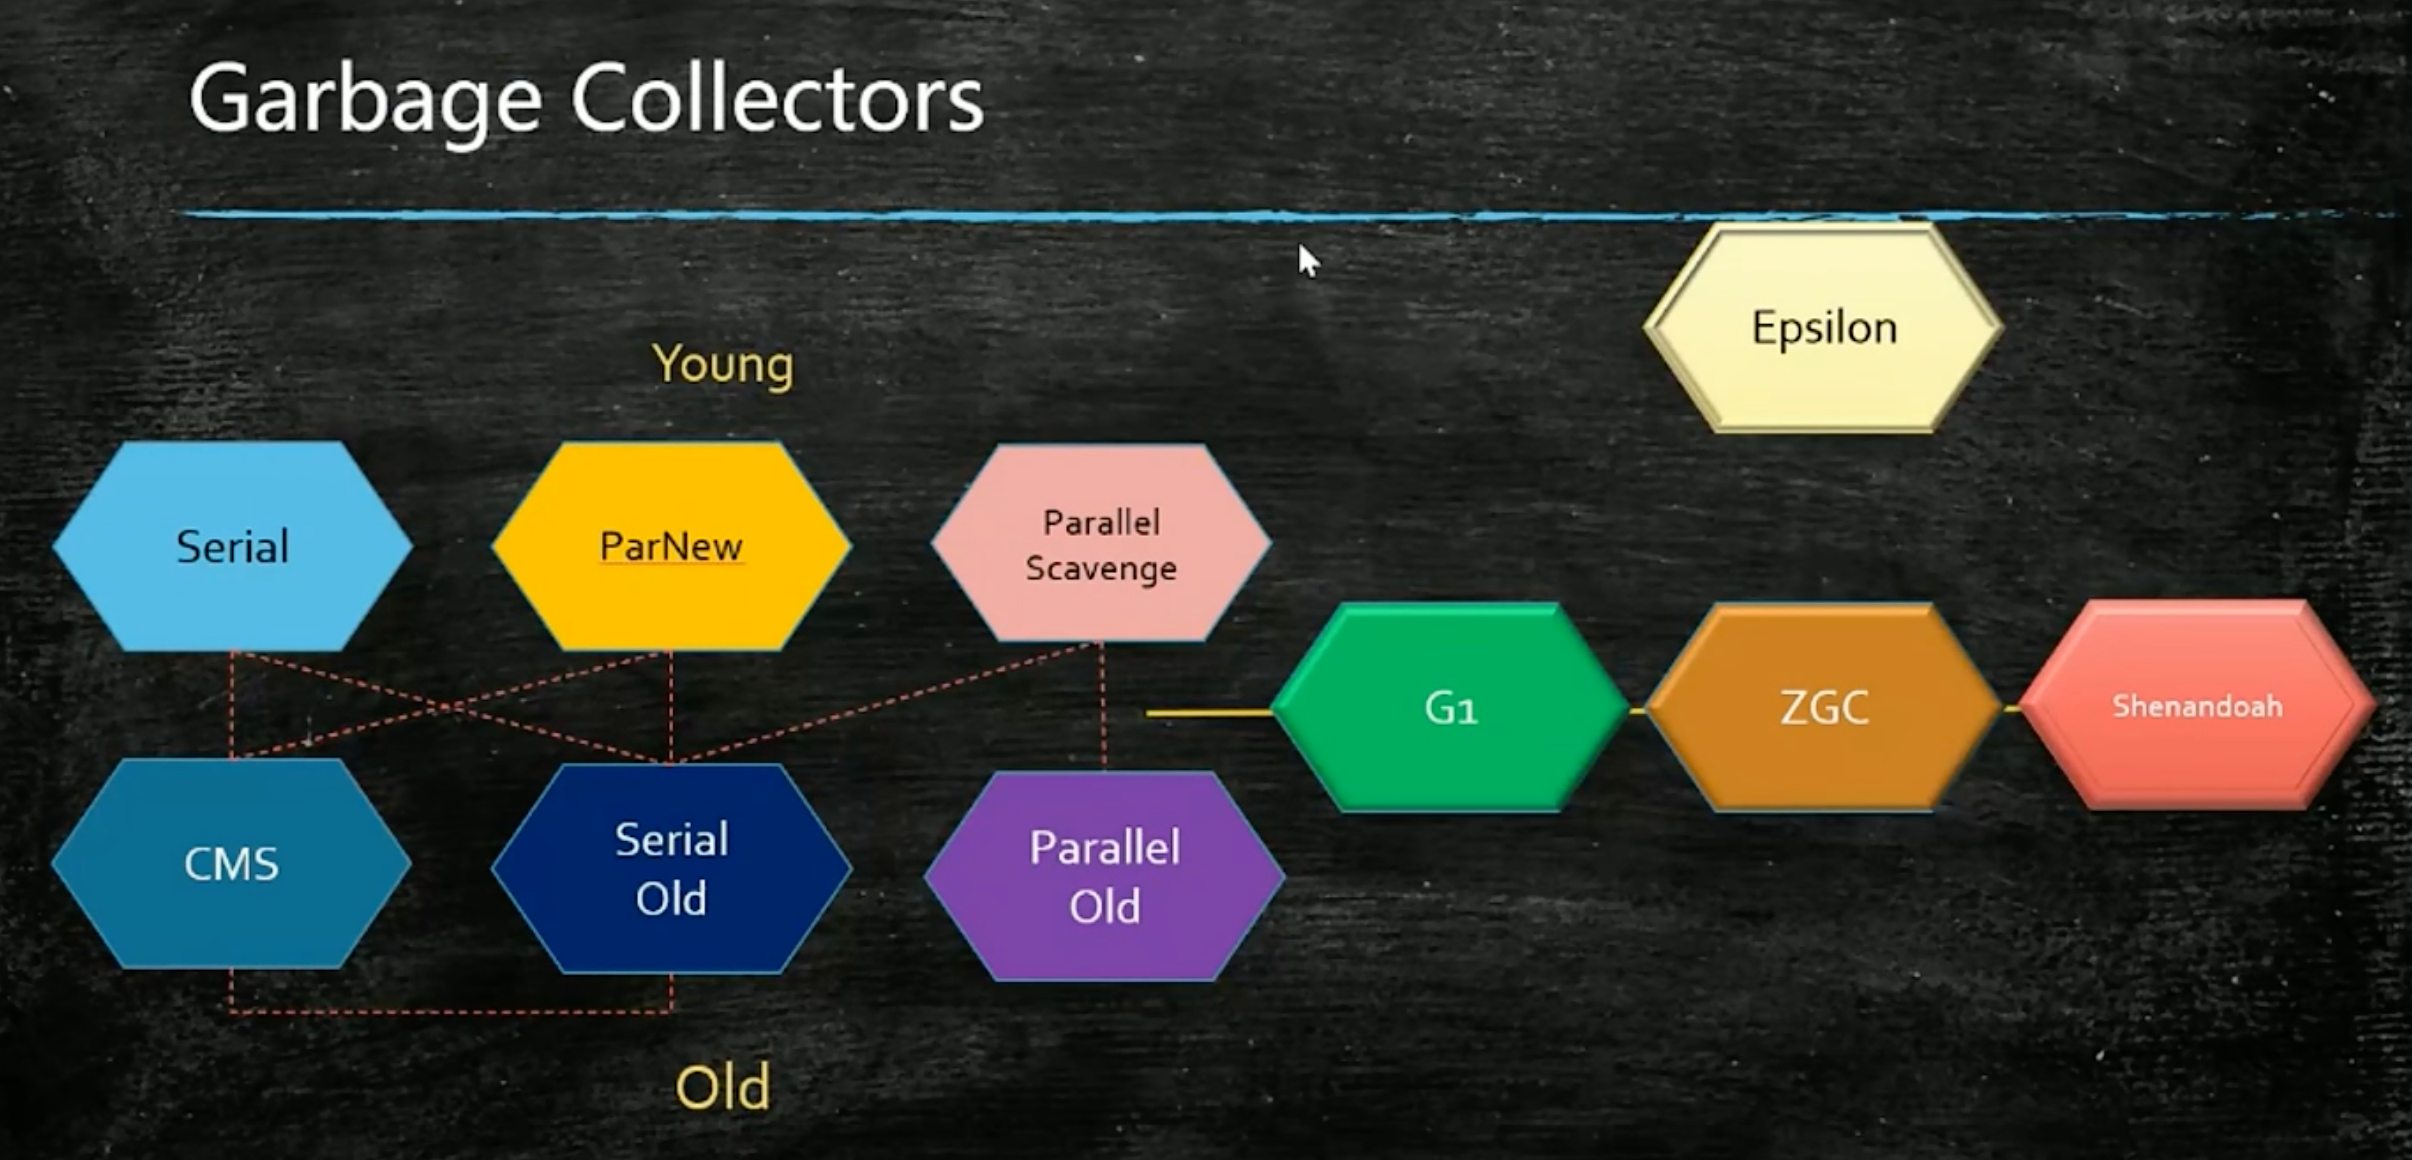 Garbage Collectors
Epsilon
Young
Serial
ParNew
Parallel
Scavenge
G1
ZGC
Shenandoah
CMS
Serial
Old
Parallel
Old
Old